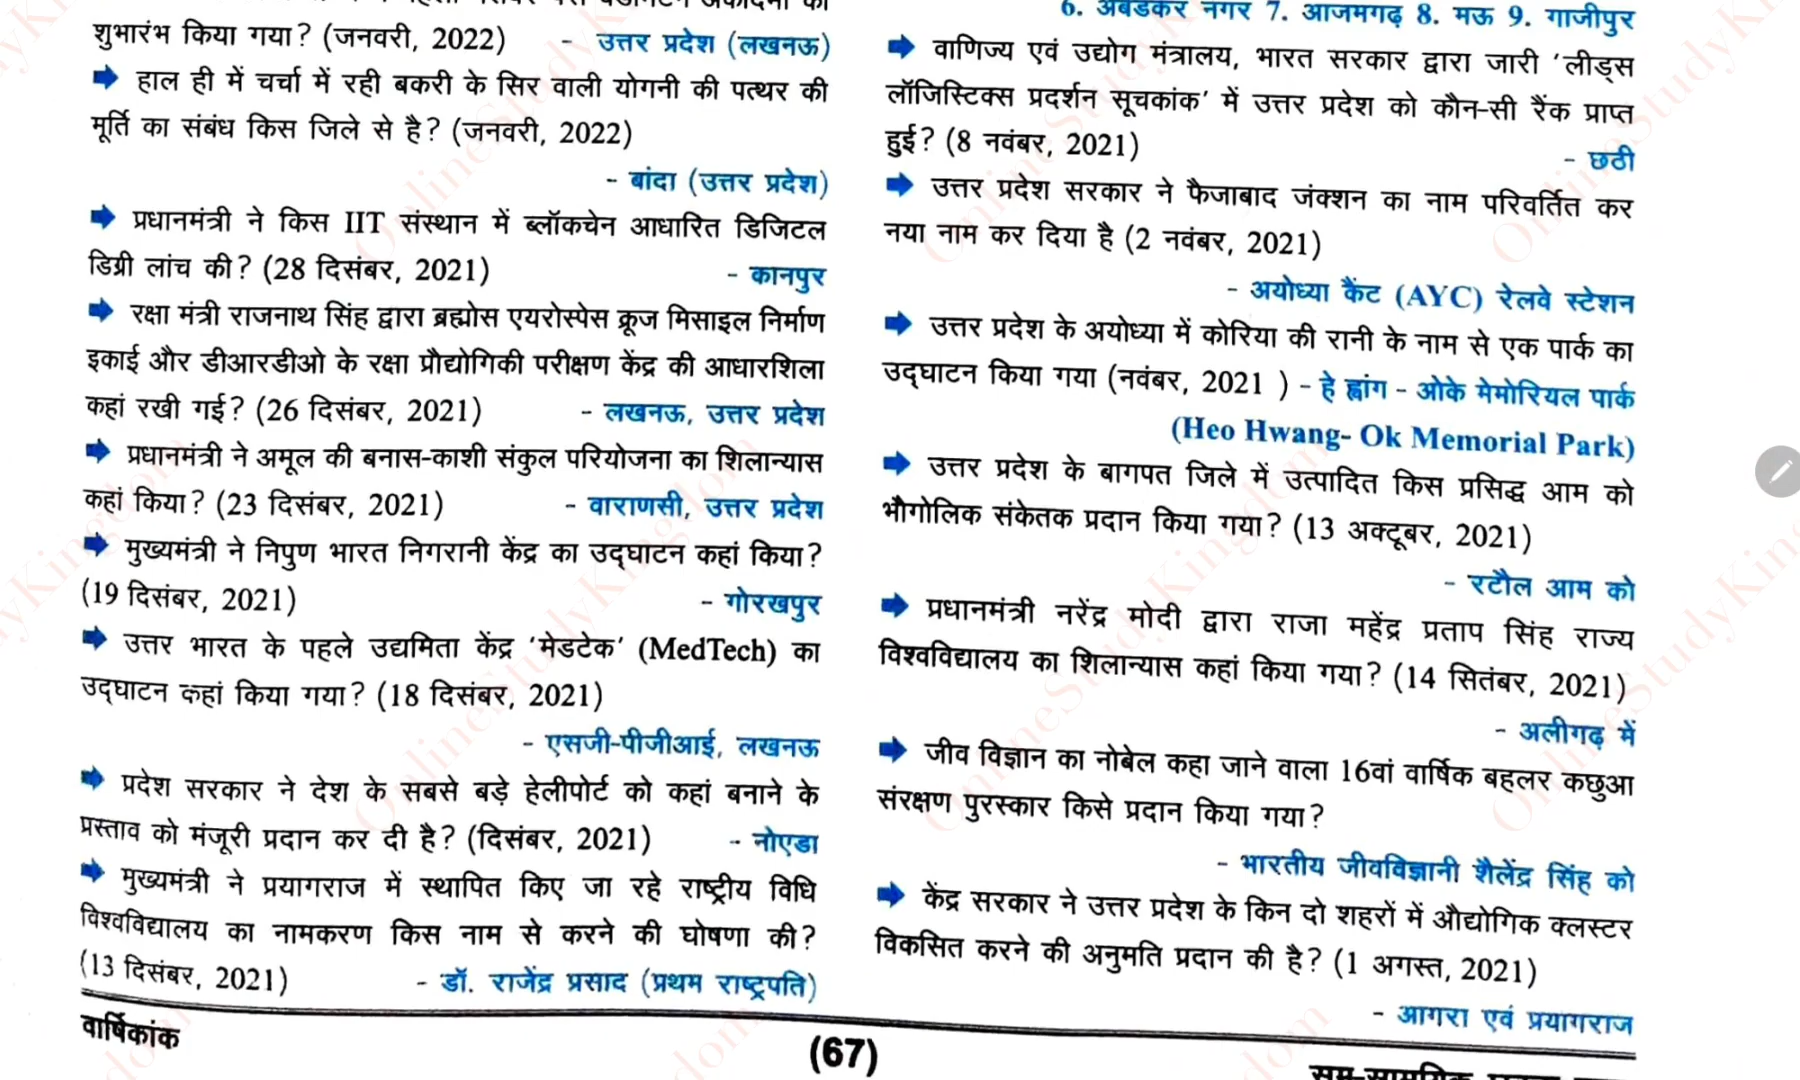 शुभारंभ किया गया? (जनवरी, 2022) - उत्तर प्रदेश (लखनऊ)
हाल ही में चर्चा में रही बकरी के सिर वाली योगनी की पत्थर की
मूर्ति का संबंध किस जिले से है? (जनवरी, 2022)
- बांदा (उत्तर प्रदेश)
प्रधानमंत्री ने किस IIT संस्थान में ब्लॉकचेन आधारित डिजिटल
डिग्री लांच की? (28 दिसंबर, 2021) - कानपुर
रक्षा मंत्री राजनाथ सिंह द्वारा ब्रह्मोस एयरोस्पेस क्रूज मिसाइल निर्माण
इकाई और डीआरडीओ के रक्षा प्रौद्योगिकी परीक्षण केंद्र की आधारशिला
कहां रखी गई? (26 दिसंबर, 2021) - लखनऊ, उत्तर प्रदेश
प्रधानमंत्री ने अमूल की बनास-काशी संकुल परियोजना का शिलान्यास
कहां किया? (23 दिसंबर, 2021) - वाराणसी, उत्तर प्रदेश
मुख्यमंत्री ने निपुण भारत निगरानी केंद्र का उद्घाटन कहां किया?
(19 दिसंबर, 2021) - गोरखपुर
उत्तर भारत के पहले उद्यमिता केंद्र ‘मेडटेक’ (MedTech) का
उद्घाटन कहां किया गया? (18 दिसंबर, 2021)
- एसजी-पीजीआई, लखनऊ
प्रदेश सरकार ने देश के सबसे बड़े हेलीपोर्ट को कहां बनाने के
प्रस्ताव को मंजूरी प्रदान कर दी है? (दिसंबर, 2021) - नोएडा
मुख्यमंत्री ने प्रयागराज में स्थापित किए जा रहे राष्ट्रीय विधि
विश्वविद्यालय का नामकरण किस नाम से करने की घोषणा की?
(13 दिसंबर, 2021) - डॉ. राजेंद्र प्रसाद (प्रथम राष्ट्रपति)
6. अंबेडकर नगर 7. आजमगढ़ 8. मऊ 9. गाजीपुर
वाणिज्य एवं उद्योग मंत्रालय, भारत सरकार द्वारा जारी ‘लीड्स
लॉजिस्टिक्स प्रदर्शन सूचकांक’ में उत्तर प्रदेश को कौन-सी रैंक प्राप्त
हुई? (8 नवंबर, 2021) - छठी
उत्तर प्रदेश सरकार ने फैजाबाद जंक्शन का नाम परिवर्तित कर
नया नाम कर दिया है (2 नवंबर, 2021)
- अयोध्या कैंट (AYC) रेलवे स्टेशन
उत्तर प्रदेश के अयोध्या में कोरिया की रानी के नाम से एक पार्क का
उद्घाटन किया गया (नवंबर, 2021 ) - हे ह्वांग - ओके मेमोरियल पार्क
(Heo Hwang- Ok Memorial Park)
उत्तर प्रदेश के बागपत जिले में उत्पादित किस प्रसिद्ध आम को
भौगोलिक संकेतक प्रदान किया गया? (13 अक्टूबर, 2021)
- रटौल आम को
प्रधानमंत्री नरेंद्र मोदी द्वारा राजा महेंद्र प्रताप सिंह राज्य
विश्वविद्यालय का शिलान्यास कहां किया गया? (14 सितंबर, 2021)
- अलीगढ़ में
जीव विज्ञान का नोबेल कहा जाने वाला 16वां वार्षिक बहलर कछुआ
संरक्षण पुरस्कार किसे प्रदान किया गया?
- भारतीय जीवविज्ञानी शैलेंद्र सिंह को
केंद्र सरकार ने उत्तर प्रदेश के किन दो शहरों में औद्योगिक क्लस्टर
विकसित करने की अनुमति प्रदान की है? (1 अगस्त, 2021)
- आगरा एवं प्रयागराज
वार्षिकांक
(67)
OnlineStudyKingdom